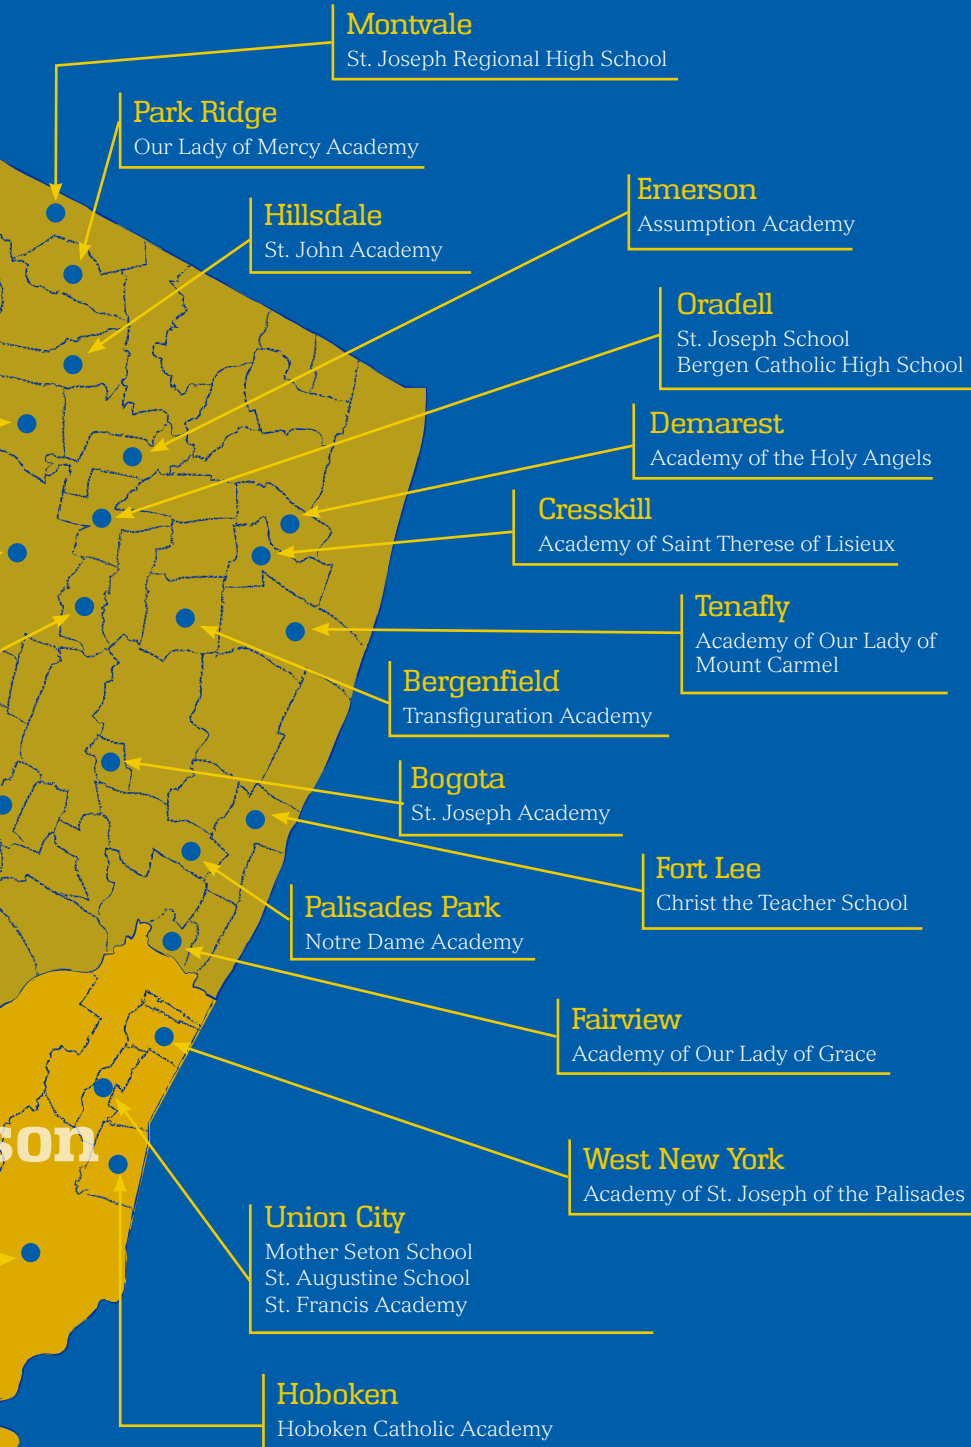 Montvale
St. Joseph Regional High School
Park Ridge
Our Lady of Mercy Academy
Emerson
Assumption Academy
Hillsdale
St. John Academy
Oradell
St. Joseph School
Bergen Catholic High School
Demarest
Academy of the Holy Angels
Cresskill
Academy of Saint Therese of Lisieux
Tenafly
Academy of Our Lady of
Mount Carmel
Bergenfield
Transfiguration Academy
Bogota
St. Joseph Academy
Fort Lee
Christ the Teacher School
Palisades Park
Notre Dame Academy
Fairview
Academy of Our Lady of Grace
son
West New York
Academy of St. Joseph of the Palisades
Union City
Mother Seton School
St. Augustine School
St. Francis Academy
Hoboken
Hoboken Catholic Academy